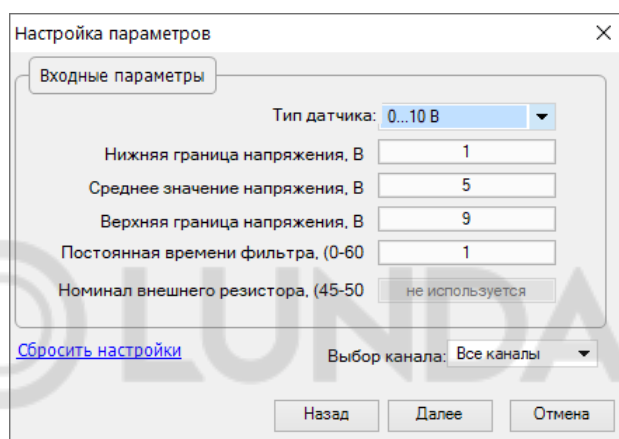 Настройка параметров
Входные параметры
Тип датчика: 0...10 В
Нижняя граница напряжения, В 1
Среднее значение напряжения, В 5
Верхняя граница напряжения, В 9
Постоянная времени фильтра, (0-60 1
Номинал внешнего резистора, (45-50 не используется
Сбросить настройки Выбор канала: Все каналы
Назад Далее Отмена
LUNDA